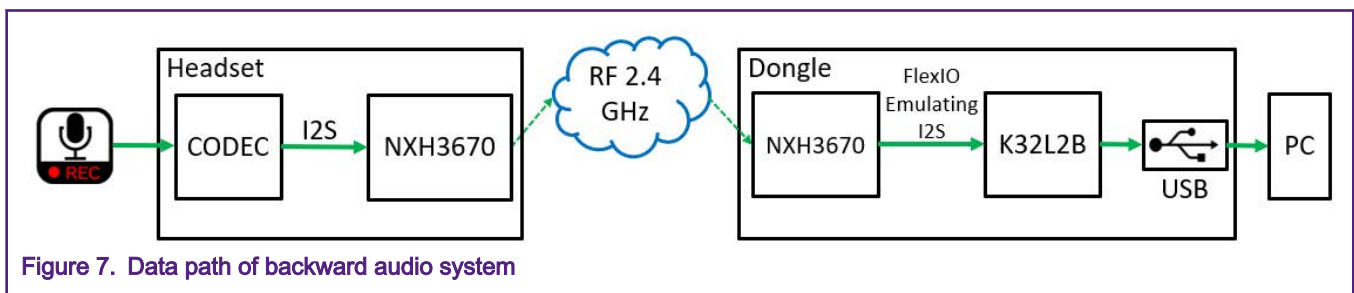 Headset
REC
CODEC
I2S
NXH3670
RF 2.4
GHz
Dongle
NXH3670
FlexIO
Emulating
I2S
K32L2B
USB
PC
Figure 7. Data path of backward audio system